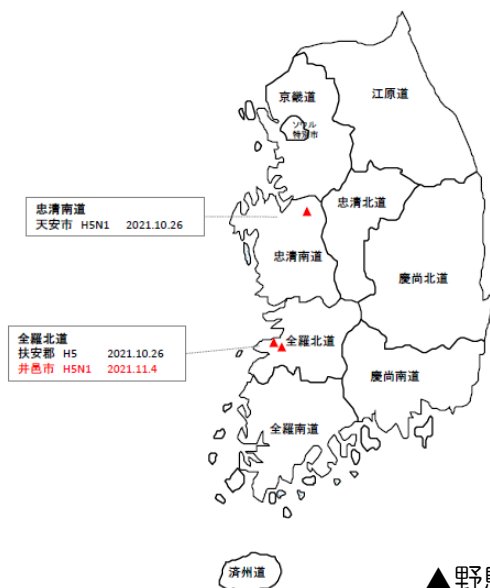 京畿道
江原道
ソウル
特別市
忠清南道
天安市 H5N1 2021.10.26
忠清北道
忠清南道
慶尚北道
全羅北道
扶安郡 H5 2021.10.26
井邑市 H5N1 2021.11.4
全羅北道
慶尚南道
全羅南道
済州道
▲野